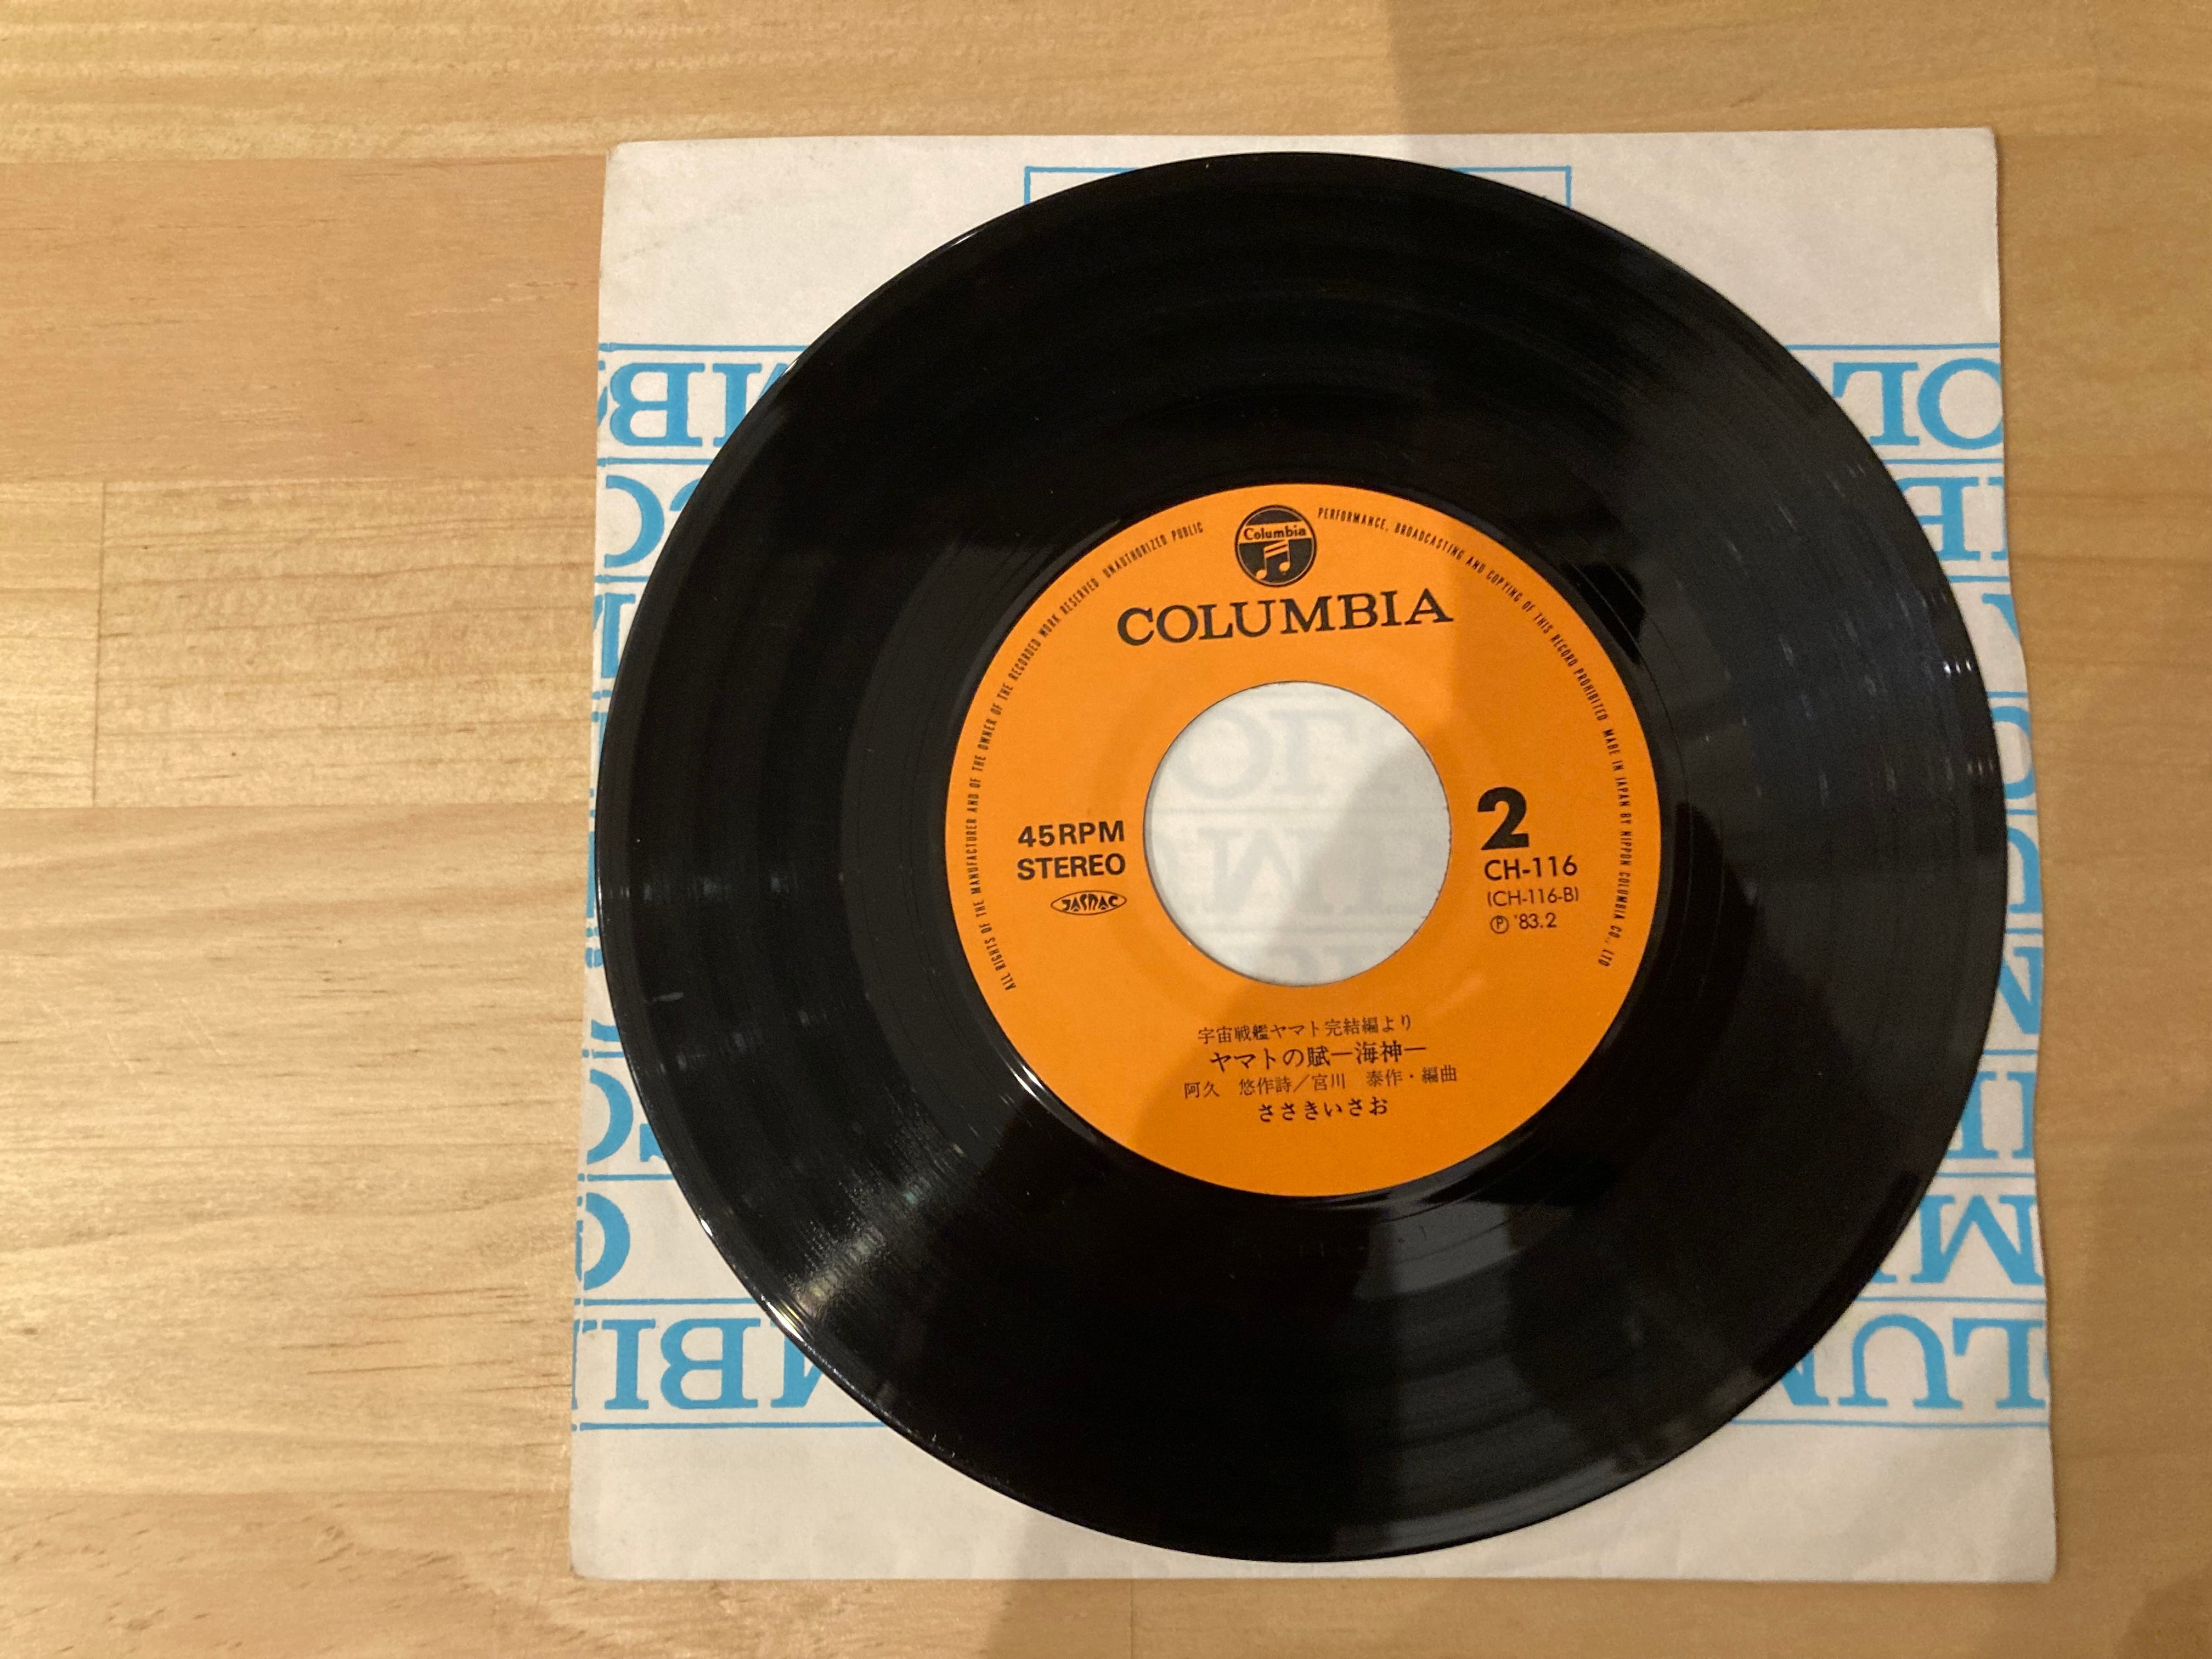 Columbia
COLUMBIA
ALL RIGHTS OF THE MANUFACTURER AND OF THE OWNER OF THE RECORDED WORK RESERVED. UNAUTHORIZED PUBLIC PERFORMANCE, BROADCASTING AND COPYING OF THIS RECORD PROHIBITED MADE IN JAPAN BY NIPPON COLUMBIA CO., LTD
45RPM
STEREO
JASRAC
2
CH-116
(CH-116-B)
Ⓟ '83.2
宇宙戦艦ヤマト完結編より
ヤマトの賦―海神―
阿久 悠作詩／宮川 泰作・編曲
ささきいさお